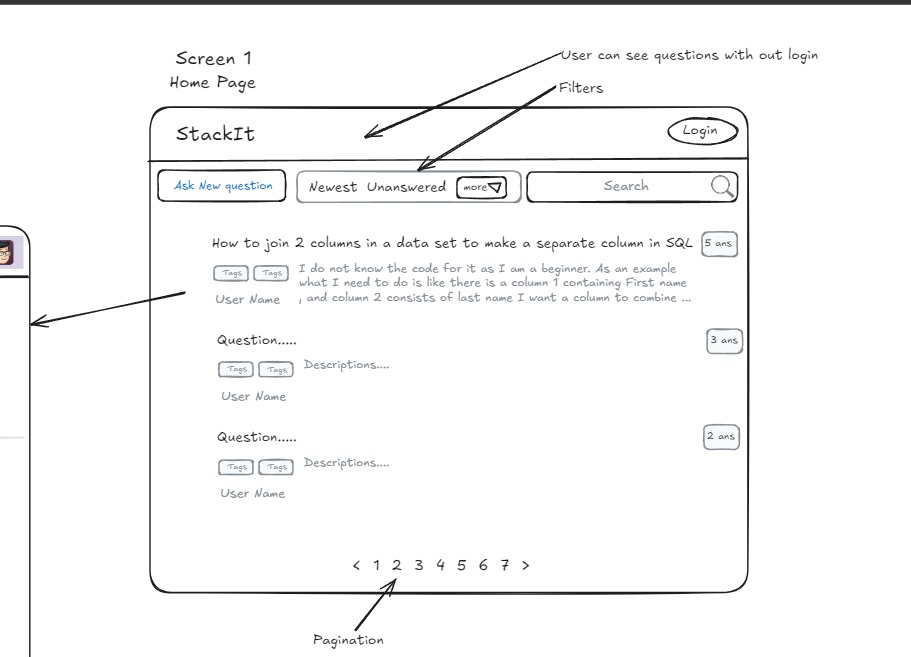 Screen 1
Home Page
User can see questions with out login
Filters
StackIt
Login
Ask New question
Newest Unanswered more
Search
How to join 2 columns in a data set to make a separate column in SQL
5 ans
Tags Tags
I do not know the code for it as I am a beginner. As an example
what I need to do is like there is a column 1 containing First name
, and column 2 consists of last name I want a column to combine ...
User Name
Question.....
3 ans
Tags Tags
Descriptions....
User Name
Question.....
2 ans
Tags Tags
Descriptions....
User Name
< 1 2 3 4 5 6 7 >
Pagination